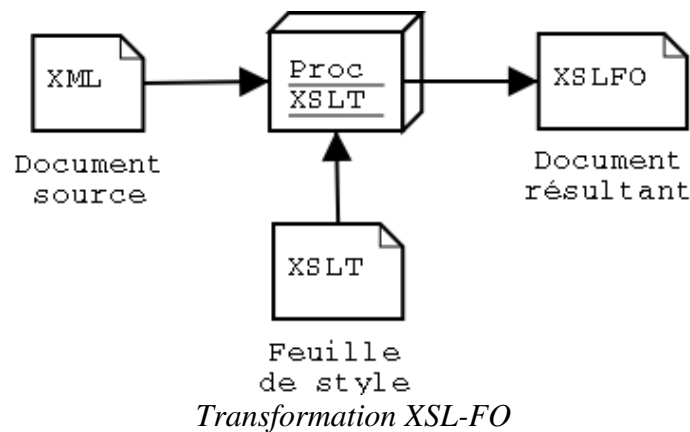 XML
Document
source
Proc
XSLT
XSLFO
Document
résultant
XSLT
Feuille
de style
Transformation XSL-FO